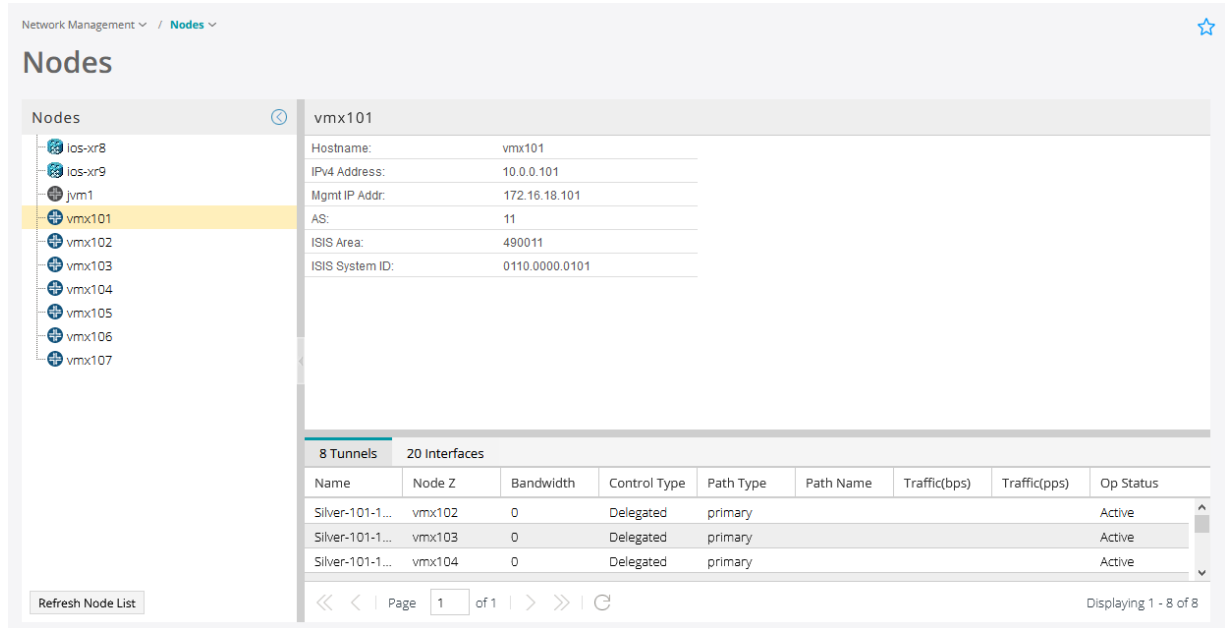 Network Management / Nodes
Nodes
Nodes
ios-xr8
ios-xr9
jvm1
vmx101
vmx102
vmx103
vmx104
vmx105
vmx106
vmx107
Refresh Node List
vmx101
Hostname: vmx101
IPv4 Address: 10.0.0.101
Mgmt IP Addr: 172.16.18.101
AS: 11
ISIS Area: 490011
ISIS System ID: 0110.0000.0101
8 Tunnels 20 Interfaces
Name Node Z Bandwidth Control Type Path Type Path Name Traffic(bps) Traffic(pps) Op Status
Silver-101-1... vmx102 0 Delegated primary Active
Silver-101-1... vmx103 0 Delegated primary Active
Silver-101-1... vmx104 0 Delegated primary Active
Page 1 of 1 Displaying 1 - 8 of 8